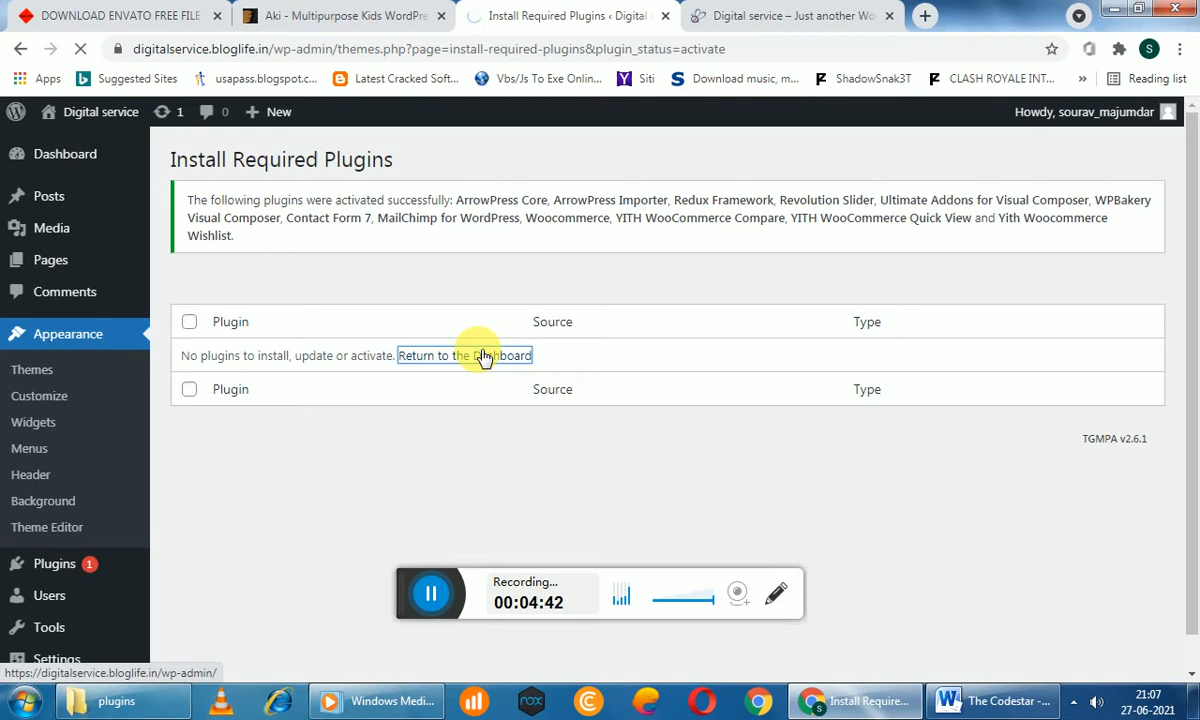 DOWNLOAD ENVATO FREE FILE
Aki - Multipurpose Kids WordPre
Install Required Plugins ‹ Digital
Digital service – Just another Wo
digitalservice.bloglife.in/wp-admin/themes.php?page=install-required-plugins&plugin_status=activate
S
Apps
Suggested Sites
usapass.blogspot.c...
Latest Cracked Soft...
Vbs/Js To Exe Onlin...
Siti
Download music, m...
ShadowSnak3T
CLASH ROYALE INT...
»
Reading list
Digital service
1
0
New
Howdy, sourav_majumdar
Dashboard
Posts
Media
Pages
Comments
Appearance
Themes
Customize
Widgets
Menus
Header
Background
Theme Editor
Plugins 1
Users
Tools
Settings
Install Required Plugins
The following plugins were activated successfully: ArrowPress Core, ArrowPress Importer, Redux Framework, Revolution Slider, Ultimate Addons for Visual Composer, WPBakery
Visual Composer, Contact Form 7, MailChimp for WordPress, Woocommerce, YITH WooCommerce Compare, YITH WooCommerce Quick View and Yith Woocommerce
Wishlist.
Plugin Source Type
No plugins to install, update or activate. Return to the Dashboard
Plugin Source Type
TGMPA v2.6.1
Recording...
00:04:42
https://digitalservice.bloglife.in/wp-admin/
plugins
Windows Medi...
nox
Install Require...
The Codestar -...
21:07
27-06-2021